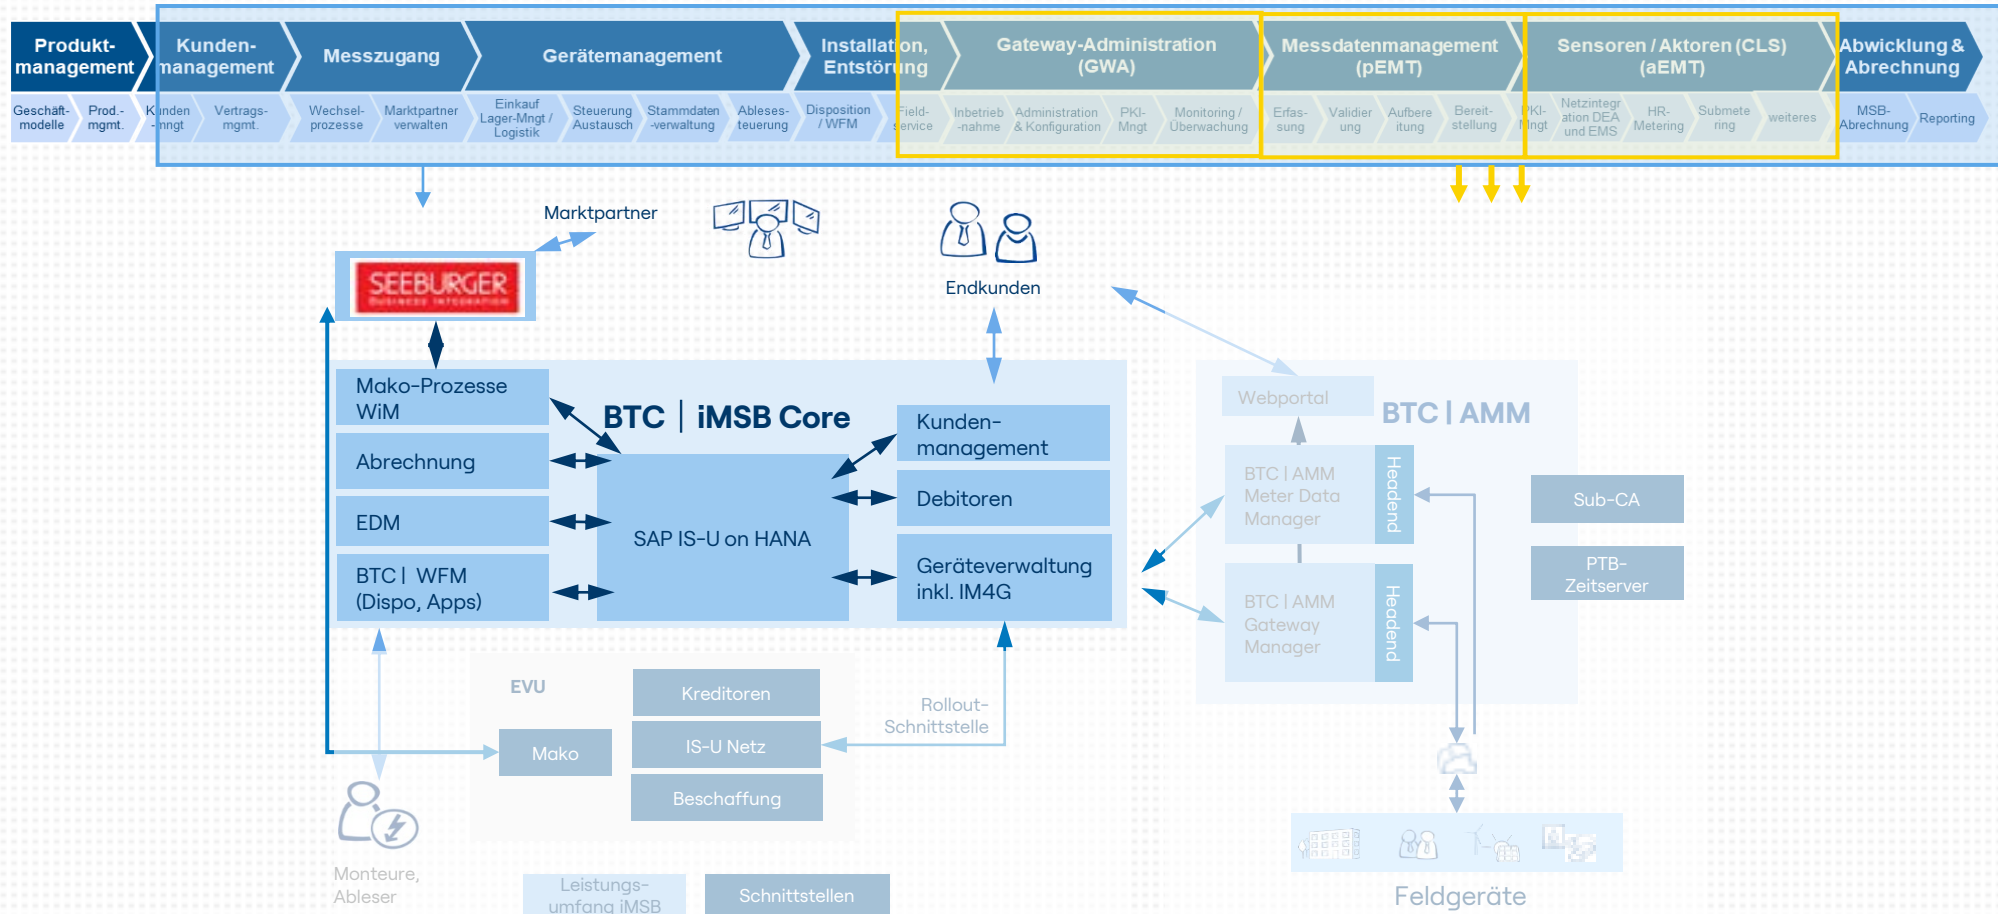 Produkt-
management
Kunden-
management
Messzugang
Gerätemanagement
Installation,
Entstörung
Gateway-Administration
(GWA)
Messdatenmanagement
(pEMT)
Sensoren / Aktoren (CLS)
(aEMT)
Abwicklung &
Abrechnung
Geschäft-
modelle
Prod.-
mgmt.
Kunden
-mngt
Vertrags-
mgmt.
Wechsel-
prozesse
Marktpartner
verwalten
Einkauf
Lager-Mngt /
Logistik
Steuerung
Austausch
Stammdaten
-verwaltung
Ableses-
teuerung
Disposition
/ WFM
Field-
service
Inbetrieb
-nahme
Administration
& Konfiguration
PKI-
Mngt
Monitoring /
Überwachung
Erfas-
sung
Validier
ung
Aufbere
itung
Bereit-
stellung
PKI-
Mngt
Netzintegr
ation DEA
und EMS
HR-
Metering
Submete
ring
weiteres
MSB-
Abrechnung
Reporting
Marktpartner
SEEBURGER
BUSINESS INTEGRATION
Endkunden
Mako-Prozesse
WiM
Abrechnung
EDM
BTC | WFM
(Dispo, Apps)
BTC | iMSB Core
SAP IS-U on HANA
Kunden-
management
Debitoren
Geräteverwaltung
inkl. IM4G
Webportal
BTC | AMM
BTC | AMM
Meter Data
Manager
Headend
BTC | AMM
Gateway
Manager
Headend
Sub-CA
PTB-
Zeitserver
EVU
Kreditoren
IS-U Netz
Mako
Beschaffung
Rollout-
Schnittstelle
Monteure,
Ableser
Leistungs-
umfang iMSB
Schnittstellen
Feldgeräte